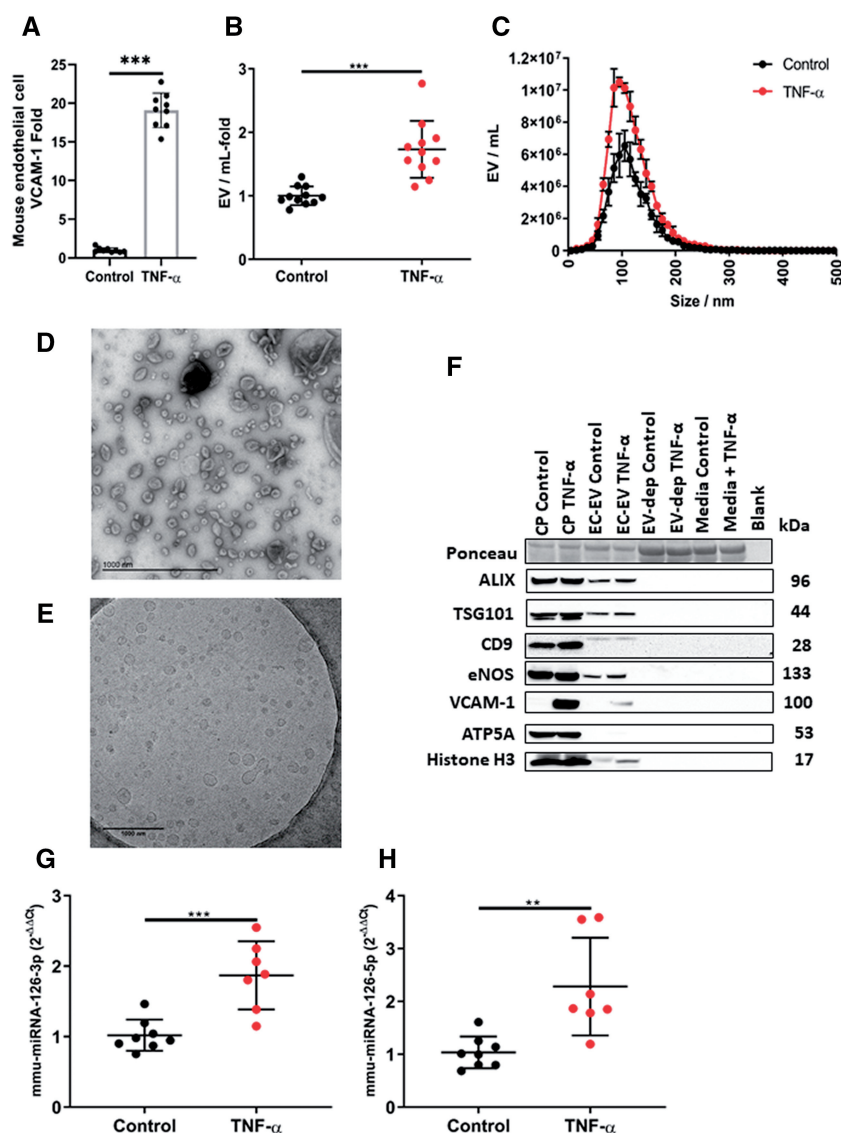 A
Mouse endothelial cell
VCAM-1 Fold
25
20
15
10
5
0
***
Control
TNF-α
B
EV / mL-fold
3
2
1
0
***
Control
TNF-α
C
EV / mL
1.2×10⁷
1.0×10⁷
8×10⁶
6×10⁶
4×10⁶
2×10⁶
0
0
100
200
300
400
500
Size / nm
Control
TNF-α
D
1000 nm
E
1000 nm
F
CP Control
CP TNF-α
EC-EV Control
EC-EV TNF-α
EV-dep Control
EV-dep TNF-α
Media Control
Media + TNF-α
Blank
kDa
Ponceau
ALIX 96
TSG101 44
CD9 28
eNOS 133
VCAM-1 100
ATP5A 53
Histone H3 17
G
mmu-miRNA-126-3p (2^-ΔΔCt)
3
2
1
0
***
Control
TNF-α
H
mmu-miRNA-126-5p (2^-ΔΔCt)
4
3
2
1
0
**
Control
TNF-α